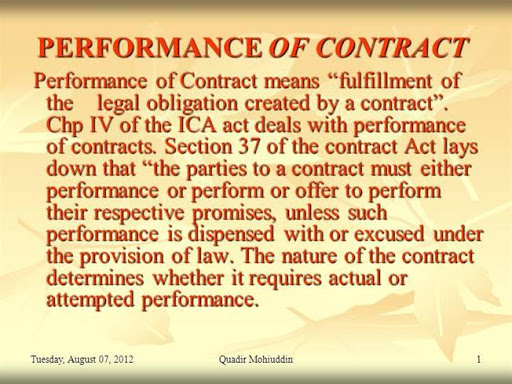 PERFORMANCE OF CONTRACT
Performance of Contract means “fulfillment of
the legal obligation created by a contract”.
Chp IV of the ICA act deals with performance
of contracts. Section 37 of the contract Act lays
down that “the parties to a contract must either
performance or perform or offer to perform
their respective promises, unless such
performance is dispensed with or excused under
the provision of law. The nature of the contract
determines whether it requires actual or
attempted performance.
Tuesday, August 07, 2012 Quadir Mohiuddin 1